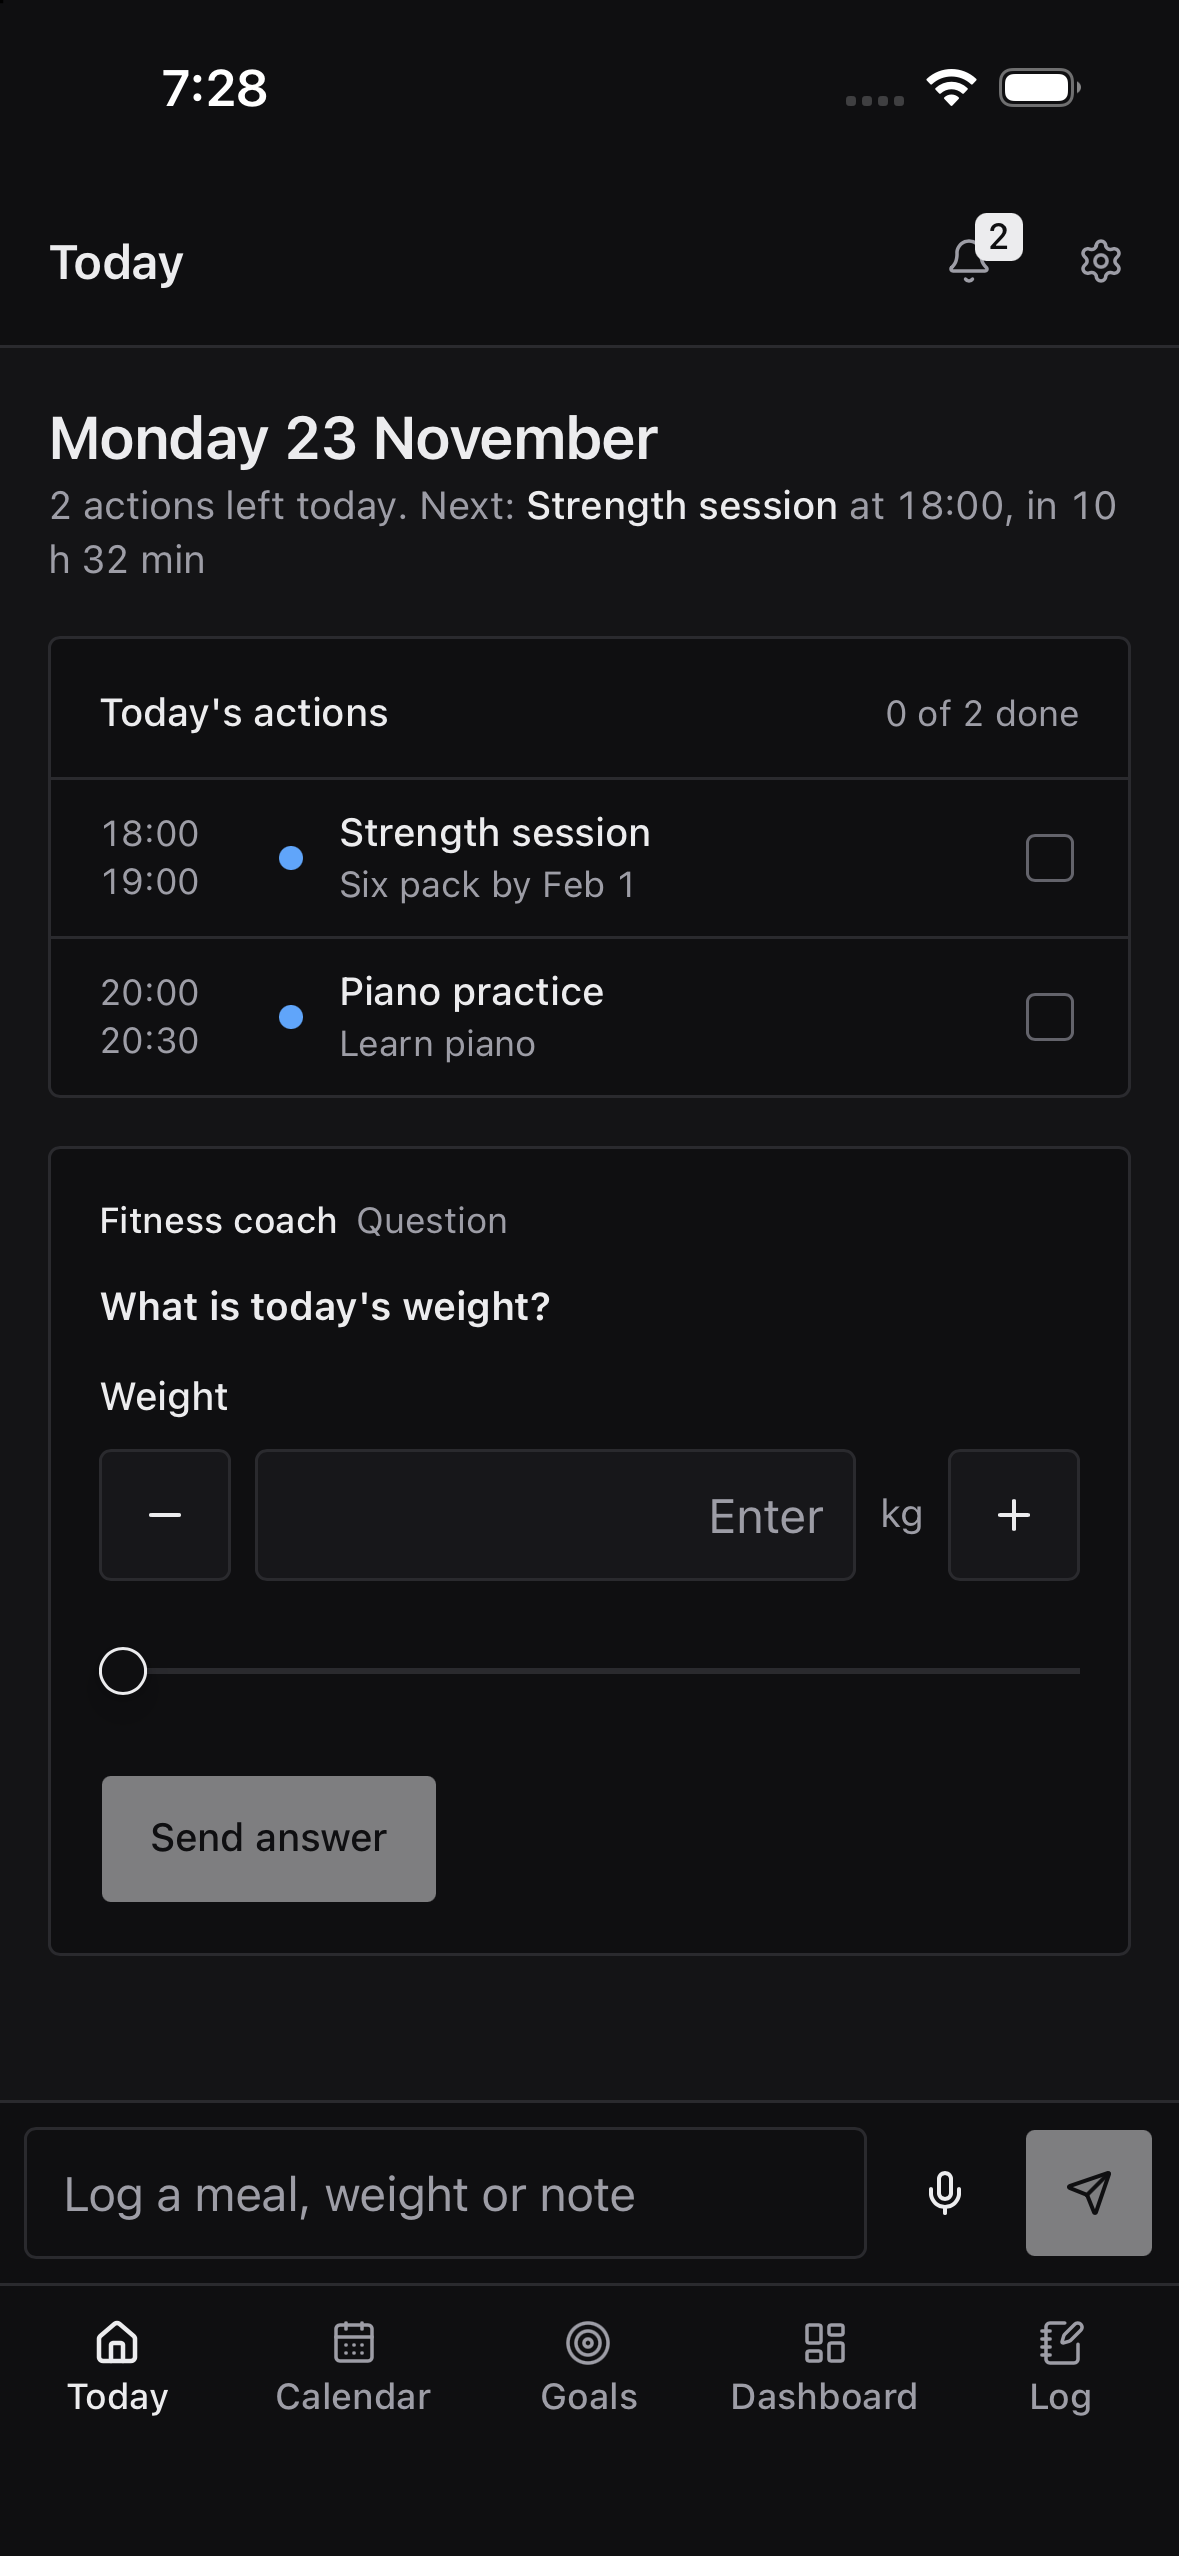 7:28
Today
2
Monday 23 November
2 actions left today. Next: Strength session at 18:00, in 10
h 32 min
Today's actions
0 of 2 done
18:00
19:00
Strength session
Six pack by Feb 1
20:00
20:30
Piano practice
Learn piano
Fitness coach Question
What is today's weight?
Weight
Enter
kg
Send answer
Log a meal, weight or note
Today
Calendar
Goals
Dashboard
Log